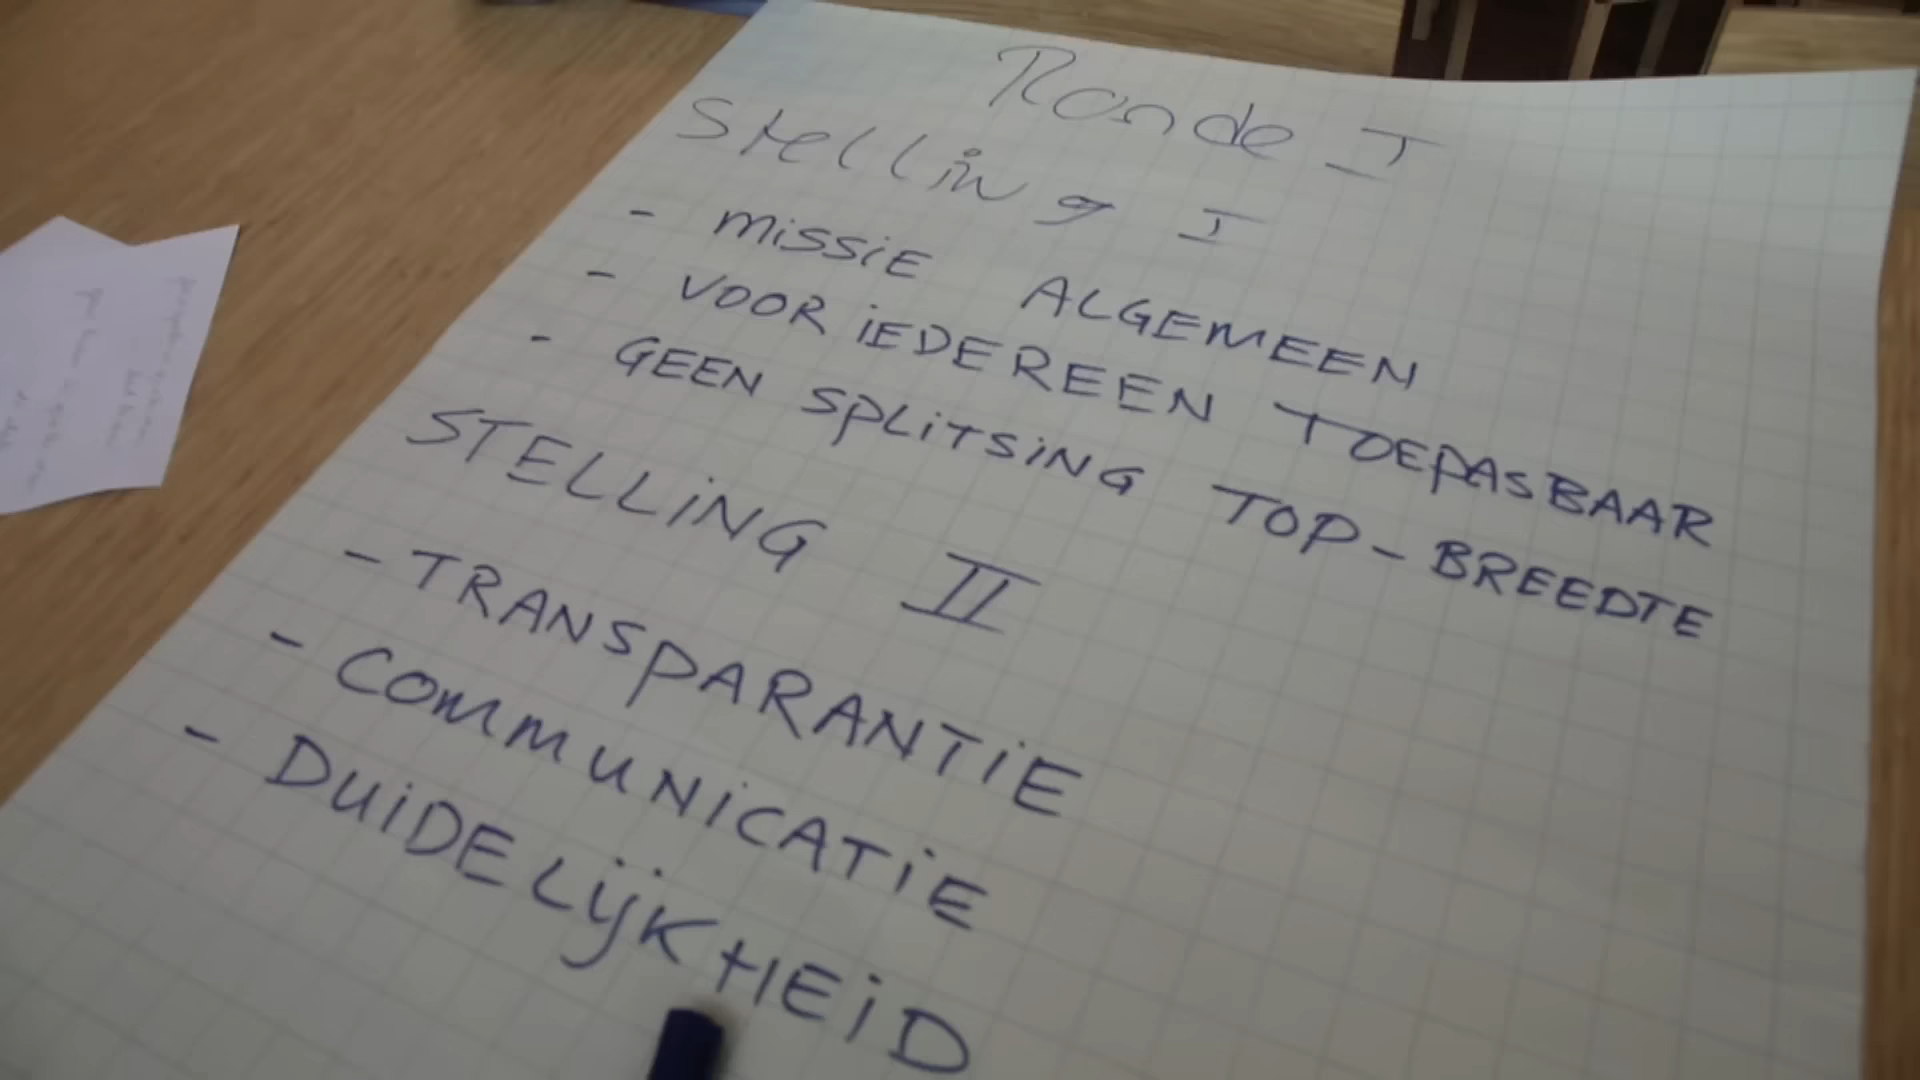 Ronde I
Stelling I
- MiSSiE ALGEMEEN
- VOOR iEDEREEN TOEPASBAAR
- GEEN SPLiTSiNG TOP-BREEDTE
STELLiNG II
- TRANSPARANTiE
- COMMUNiCATiE
- DUiDELijKHEiD